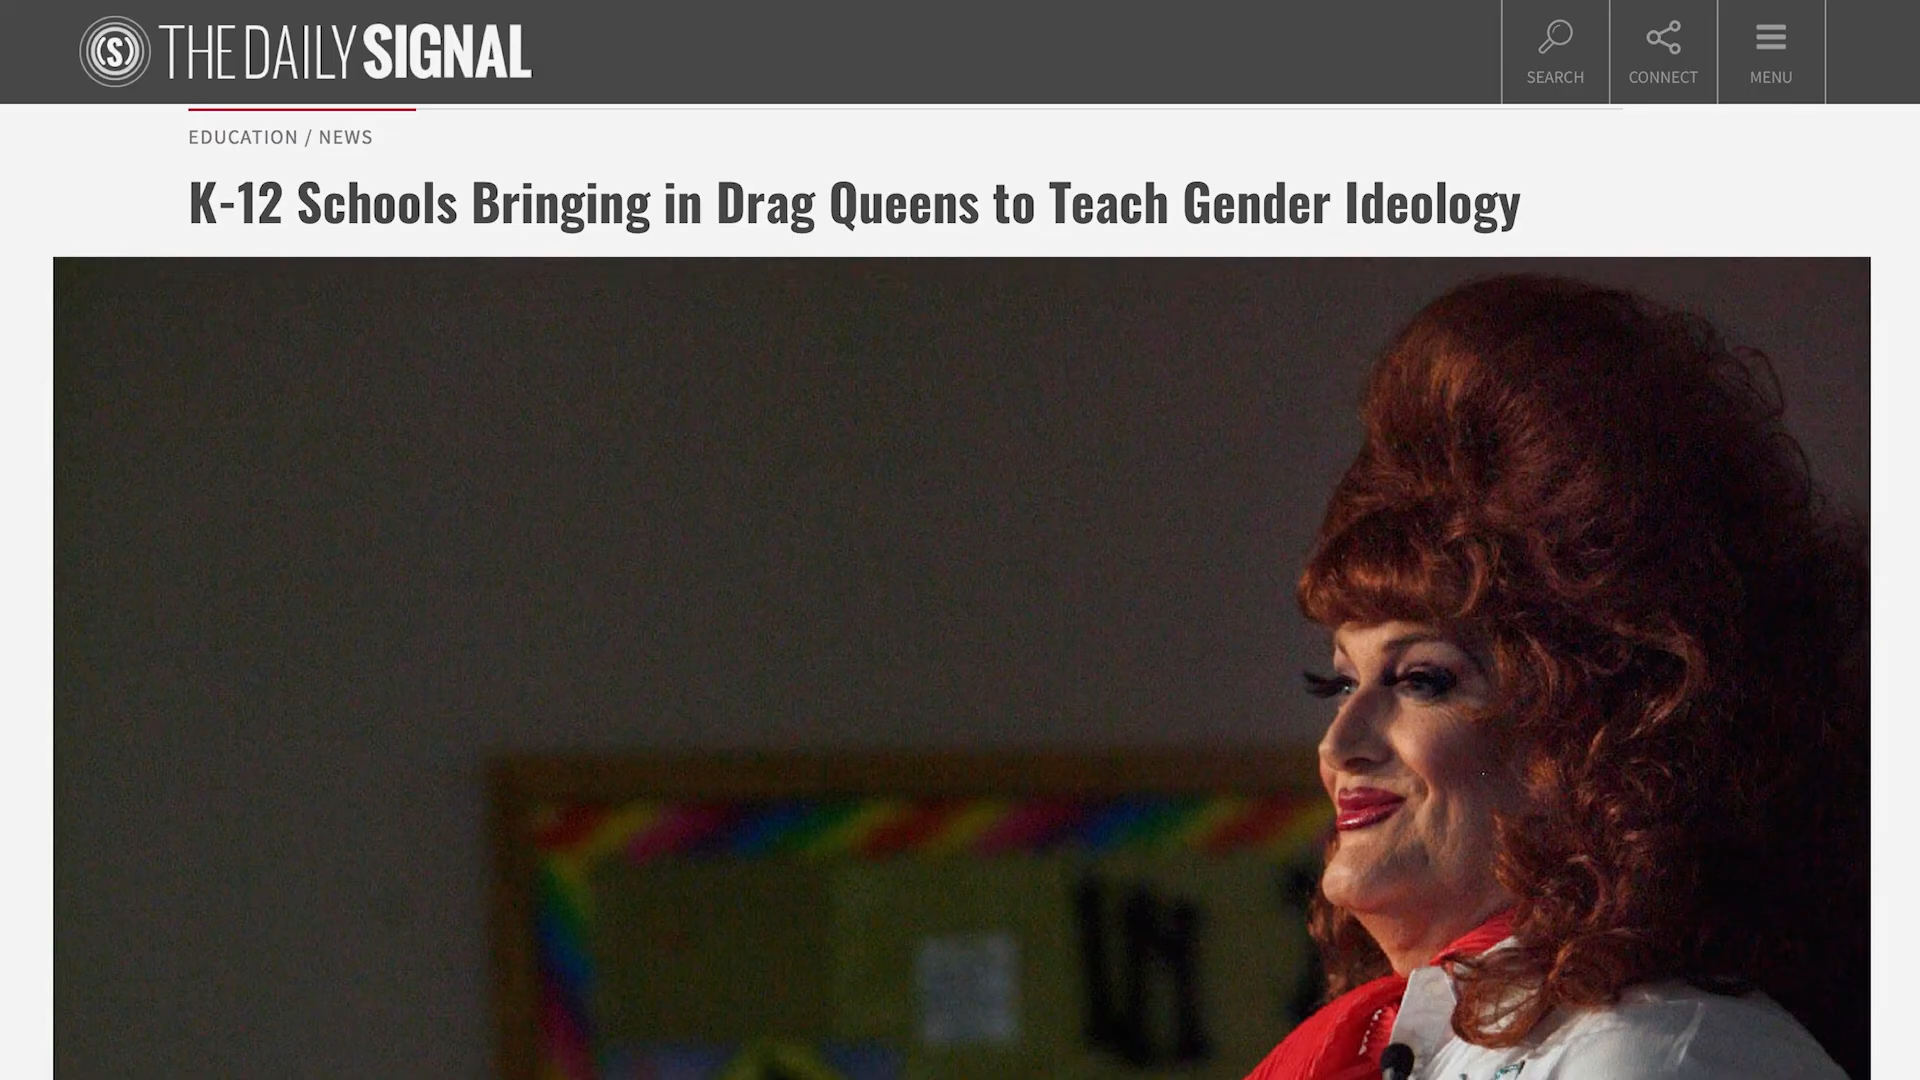 (S) THE DAILY SIGNAL
SEARCH
CONNECT
MENU
EDUCATION / NEWS
K-12 Schools Bringing in Drag Queens to Teach Gender Ideology